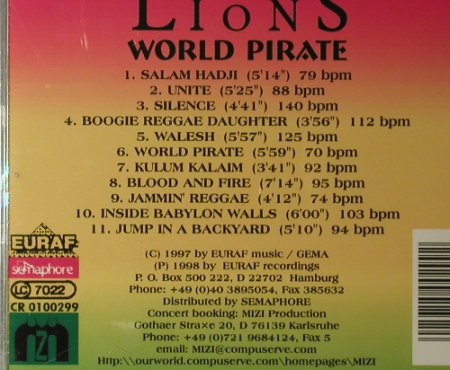 LIONS
WORLD PIRATE
1. SALAM HADJI (5'14") 79 bpm
2. UNITE (5'25") 88 bpm
3. SILENCE (4'41") 140 bpm
4. BOOGIE REGGAE DAUGHTER (3'56") 112 bpm
5. WALESH (5'57") 125 bpm
6. WORLD PIRATE (5'59") 70 bpm
7. KULUM KALAIM (3'41") 92 bpm
8. BLOOD AND FIRE (7'14") 95 bpm
9. JAMMIN' REGGAE (4'12") 74 bpm
10. INSIDE BABYLON WALLS (6'00") 103 bpm
11. JUMP IN A BACKYARD (5'10") 94 bpm
(C) 1997 by EURAF music / GEMA
(P) 1998 by EURAF recordings
P. O. Box 500 222, D 22702 Hamburg
Phone: +49 (0)40 3895054, Fax 385632
Distributed by SEMAPHORE
Concert booking: MIZI Production
Gothaer Stra×e 20, D 76139 Karlsruhe
Phone: +49 (0)721 9684124, Fax 5
email: MIZI@compuserve.com
Http:\\ourworld.compuserve.com\homepages\MIZI
EURAF
semaphore
LC 7022
CR 0100299
MIZI